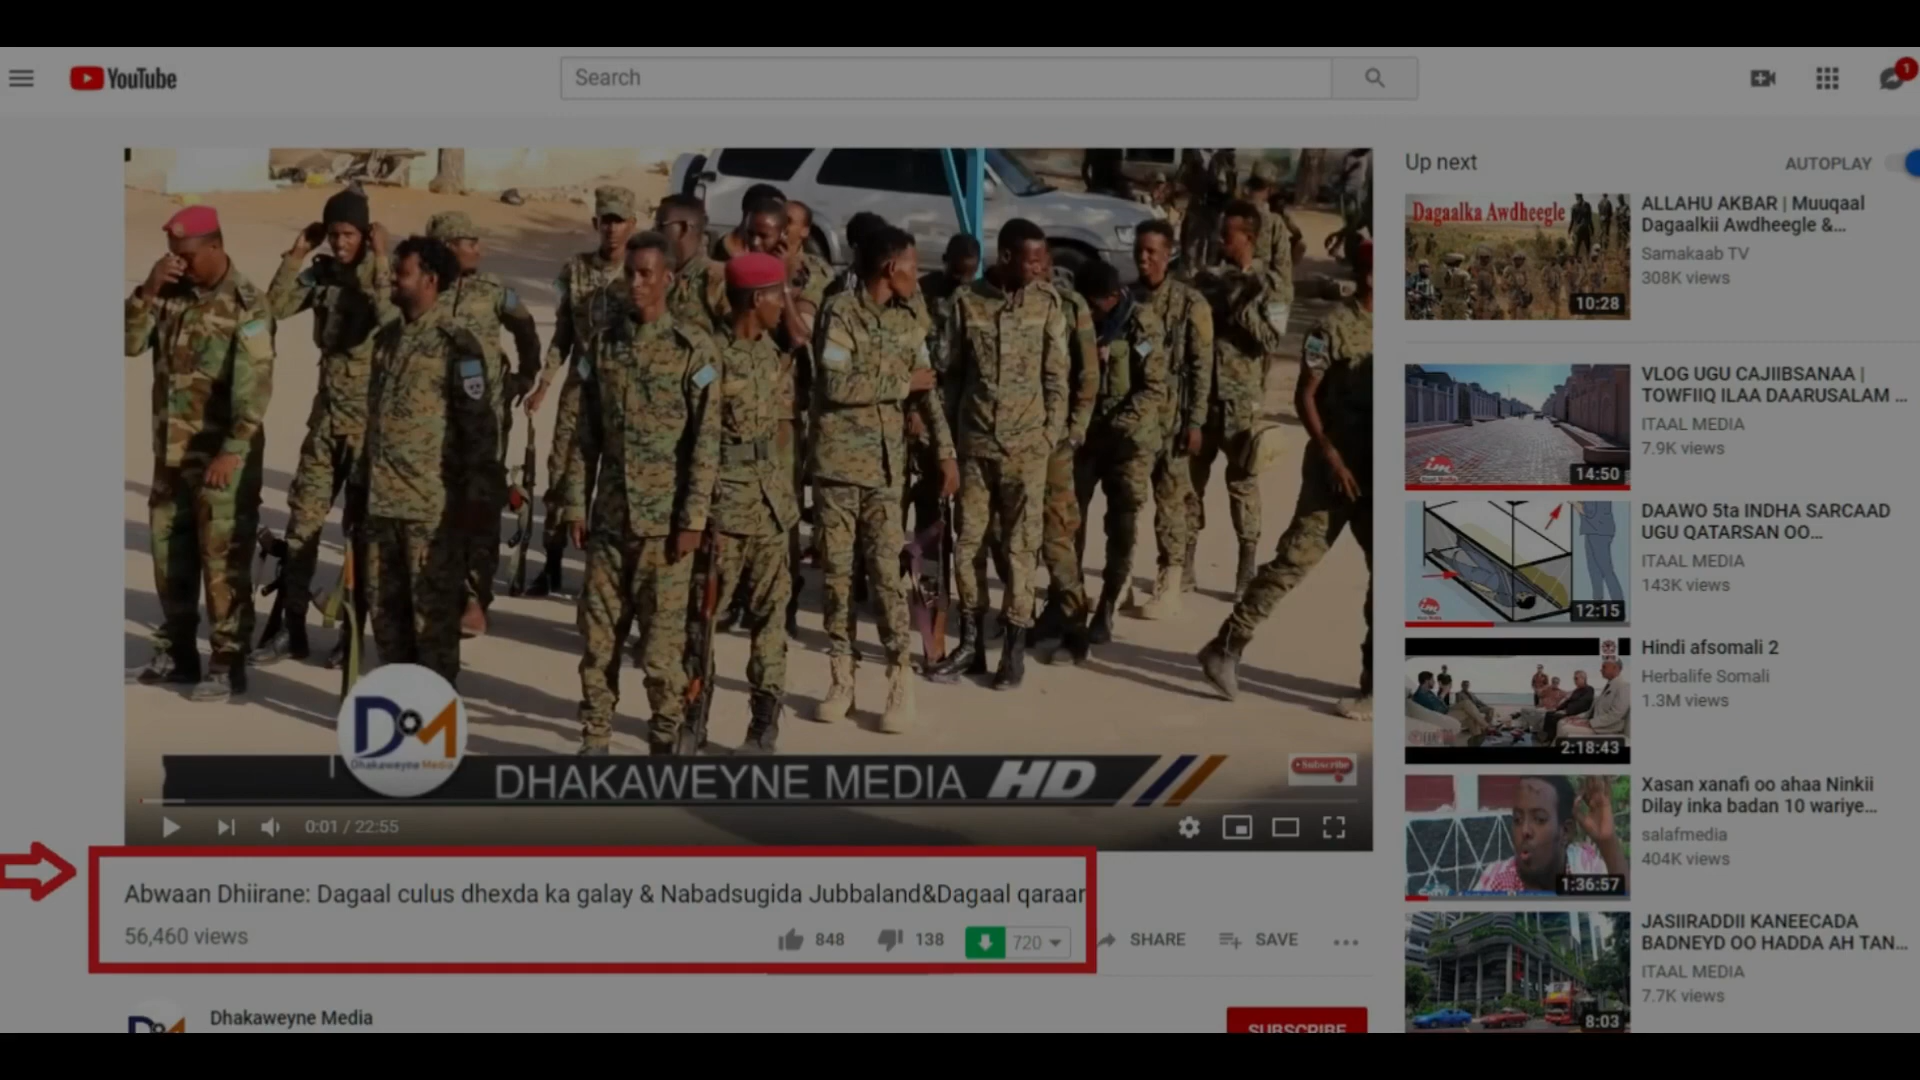 YouTube
Search
1
Dhakaweyne Media
DHAKAWEYNE MEDIA HD
Subscribe
0:01 / 22:55
Abwaan Dhiirane: Dagaal culus dhexda ka galay & Nabadsugida Jubbaland&Dagaal qaraar
56,460 views
848
138
720
SHARE
SAVE
Dhakaweyne Media
SUBSCRIBE
Up next
AUTOPLAY
Dagaalka Awdheegle
10:28
ALLAHU AKBAR | Muuqaal
Dagaalkii Awdheegle &...
Samakaab TV
308K views
14:50
VLOG UGU CAJIIBSANAA |
TOWFIIQ ILAA DAARUSALAM ...
ITAAL MEDIA
7.9K views
12:15
DAAWO 5ta INDHA SARCAAD
UGU QATARSAN OO...
ITAAL MEDIA
143K views
2:18:43
Hindi afsomali 2
Herbalife Somali
1.3M views
1:36:57
Xasan xanafi oo ahaa Ninkii
Dilay inka badan 10 wariye...
salafmedia
404K views
8:03
JASIIRADDII KANEECADA
BADNEYD OO HADDA AH TAN...
ITAAL MEDIA
7.7K views